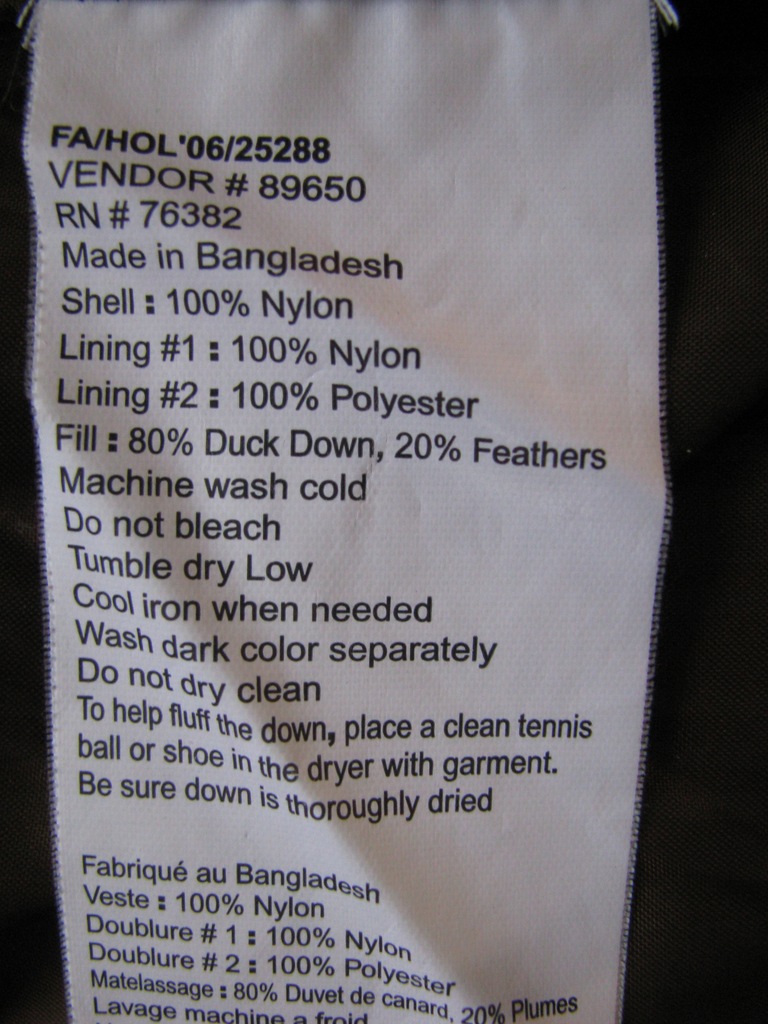 FA/HOL'06/25288
VENDOR # 89650
RN # 76382
Made in Bangladesh
Shell : 100% Nylon
Lining #1 : 100% Nylon
Lining #2 : 100% Polyester
Fill : 80% Duck Down, 20% Feathers
Machine wash cold
Do not bleach
Tumble dry Low
Cool iron when needed
Wash dark color separately
Do not dry clean
To help fluff the down, place a clean tennis
ball or shoe in the dryer with garment.
Be sure down is thoroughly dried
Fabriqué au Bangladesh
Veste : 100% Nylon
Doublure # 1 : 100% Nylon
Doublure # 2 : 100% Polyester
Matelassage : 80% Duvet de canard, 20% Plumes
Lavage machine a froid